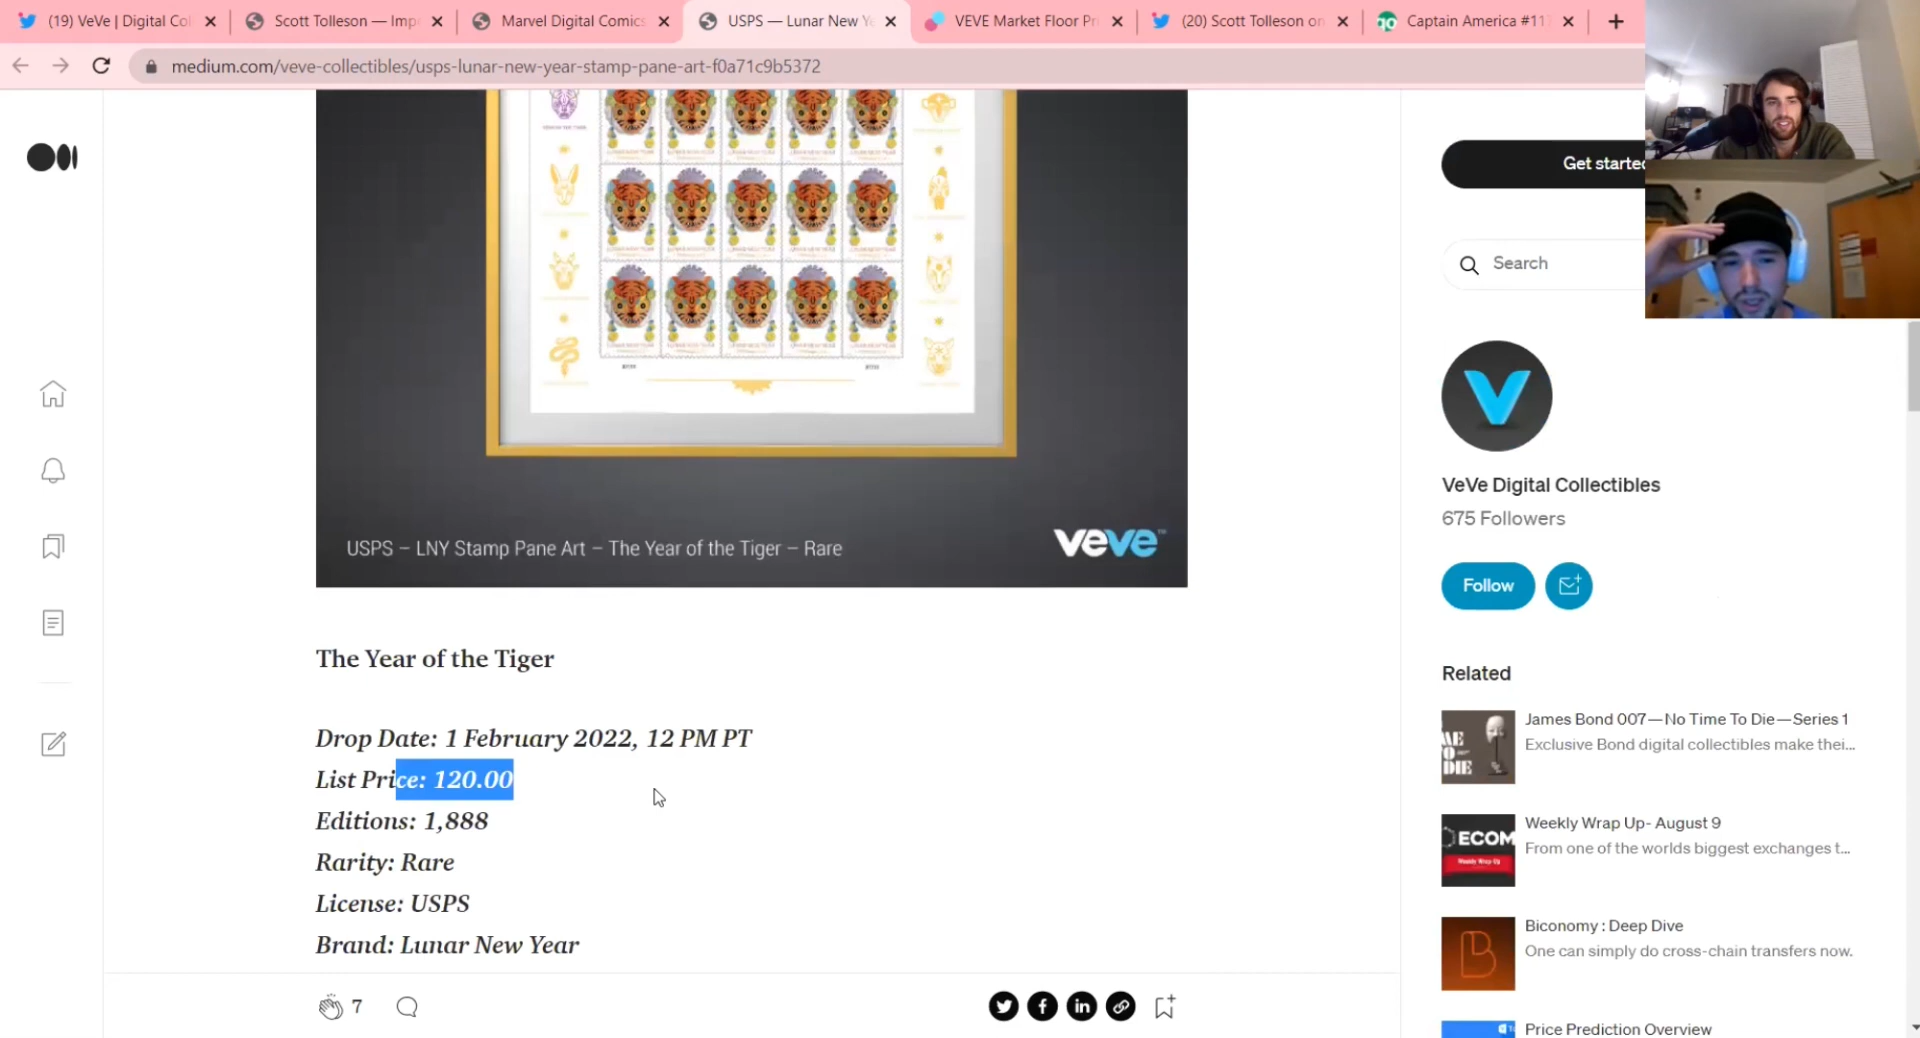 (19) VeVe | Digital Col
Scott Tolleson — Imp
Marvel Digital Comics
USPS — Lunar New Ye
VEVE Market Floor Pr
(20) Scott Tolleson on
Captain America #11
medium.com/veve-collectibles/usps-lunar-new-year-stamp-pane-art-f0a71c9b5372
Get started
Search
USPS – LNY Stamp Pane Art – The Year of the Tiger – Rare
veve
VeVe Digital Collectibles
675 Followers
Follow
The Year of the Tiger
Drop Date: 1 February 2022, 12 PM PT
List Price: 120.00
Editions: 1,888
Rarity: Rare
License: USPS
Brand: Lunar New Year
7
Related
James Bond 007—No Time To Die—Series 1
Exclusive Bond digital collectibles make thei...
Weekly Wrap Up- August 9
From one of the worlds biggest exchanges t...
Biconomy : Deep Dive
One can simply do cross-chain transfers now.
Price Prediction Overview